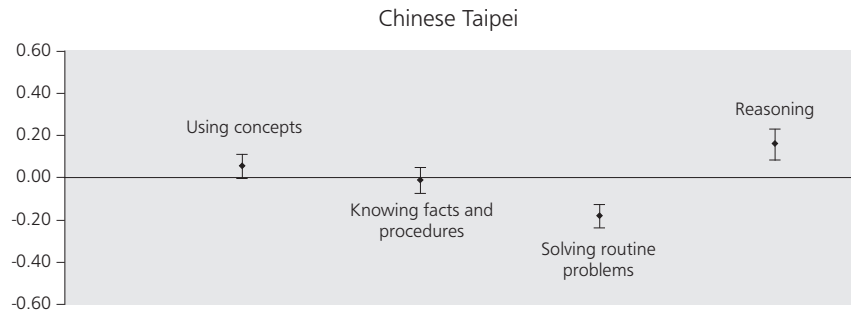 Chinese Taipei
0.60
0.40
0.20
0.00
-0.20
-0.40
-0.60
Using concepts
Knowing facts and
procedures
Solving routine
problems
Reasoning